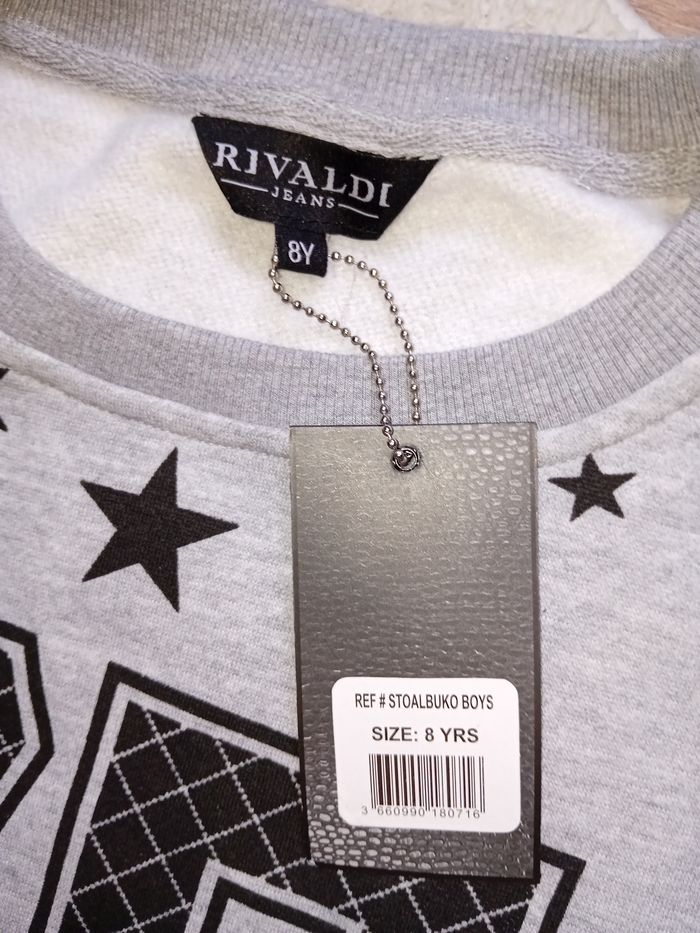 RIVALDI
JEANS
8Y
REF # STOALBUKO BOYS
SIZE: 8 YRS
3 660990 180716